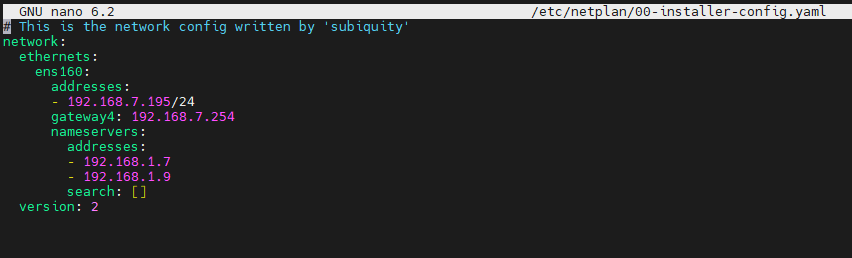 GNU nano 6.2 /etc/netplan/00-installer-config.yaml
# This is the network config written by 'subiquity'
network:
  ethernets:
    ens160:
      addresses:
      - 192.168.7.195/24
      gateway4: 192.168.7.254
      nameservers:
        addresses:
        - 192.168.1.7
        - 192.168.1.9
        search: []
  version: 2